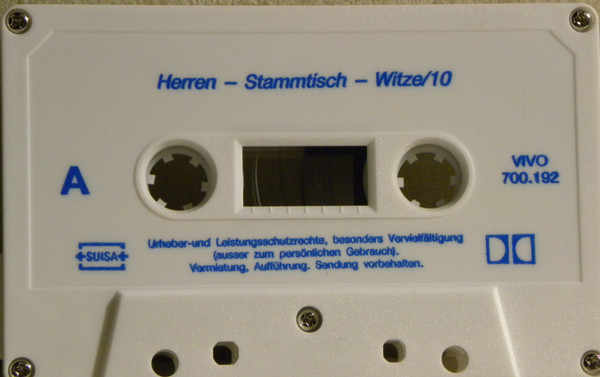 Herren – Stammtisch – Witze/10
A
VIVO
700.192
SUISA
Urheber-und Leistungsschutzrechte, besonders Vervielfältigung
(ausser zum persönlichen Gebrauch).
Vermietung, Aufführung. Sendung vorbehalten.